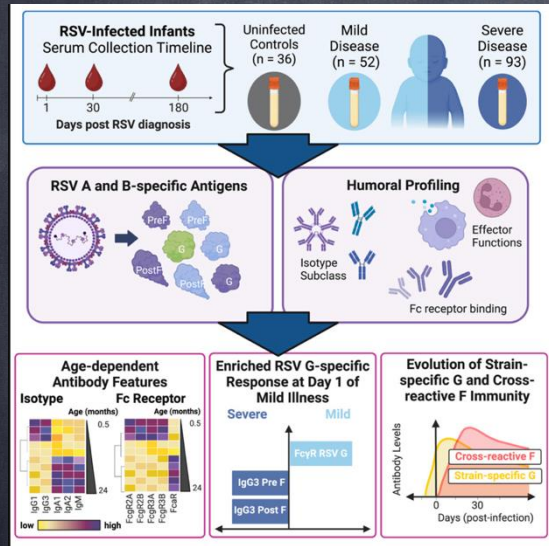 RSV-Infected Infants
Serum Collection Timeline
1
30
180
Days post RSV diagnosis
Uninfected
Controls
(n = 36)
Mild
Disease
(n = 52)
Severe
Disease
(n = 93)
RSV A and B-specific Antigens
PreF
PreF
G
G
PostF
PostF
G
Humoral Profiling
Isotype
Subclass
Effector
Functions
Fc receptor binding
Age-dependent
Antibody Features
Isotype
Age (months)
0.5
24
IgG1
IgG3
IgA1
IgA2
IgM
Fc Receptor
Age (months)
0.5
24
FcgR2A
FcgR2B
FcgR3A
FcgR3B
FcaR
low
high
Enriched RSV G-specific
Response at Day 1 of
Mild Illness
Severe
Mild
FcγR RSV G
IgG3 Pre F
IgG3 Post F
Evolution of Strain-
specific G and Cross-
reactive F Immunity
Antibody Levels
Cross-reactive F
Strain-specific G
0
30
Days (post-infection)